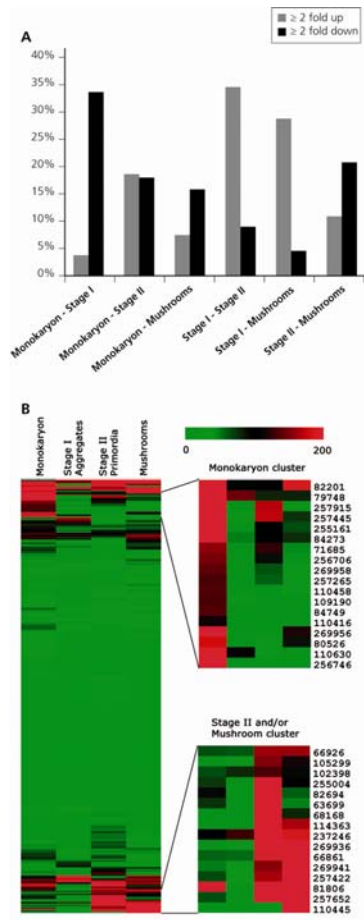 ≥ 2 fold up
≥ 2 fold down
A
40%
35%
30%
25%
20%
15%
10%
5%
0%
Monokaryon - Stage I
Monokaryon - Stage II
Monokaryon - Mushrooms
Stage I - Stage II
Stage I - Mushrooms
Stage II - Mushrooms
B
Monokaryon
Stage I
Aggregates
Stage II
Primordia
Mushrooms
0 200
Monokaryon cluster
82201
79748
257915
257445
255161
84273
71685
256706
269958
257265
110458
109190
84749
110416
269956
80526
110630
256746
Stage II and/or
Mushroom cluster
66926
105299
102398
255004
82694
63699
68168
114363
237246
269936
66861
269941
257422
81806
257652
110445